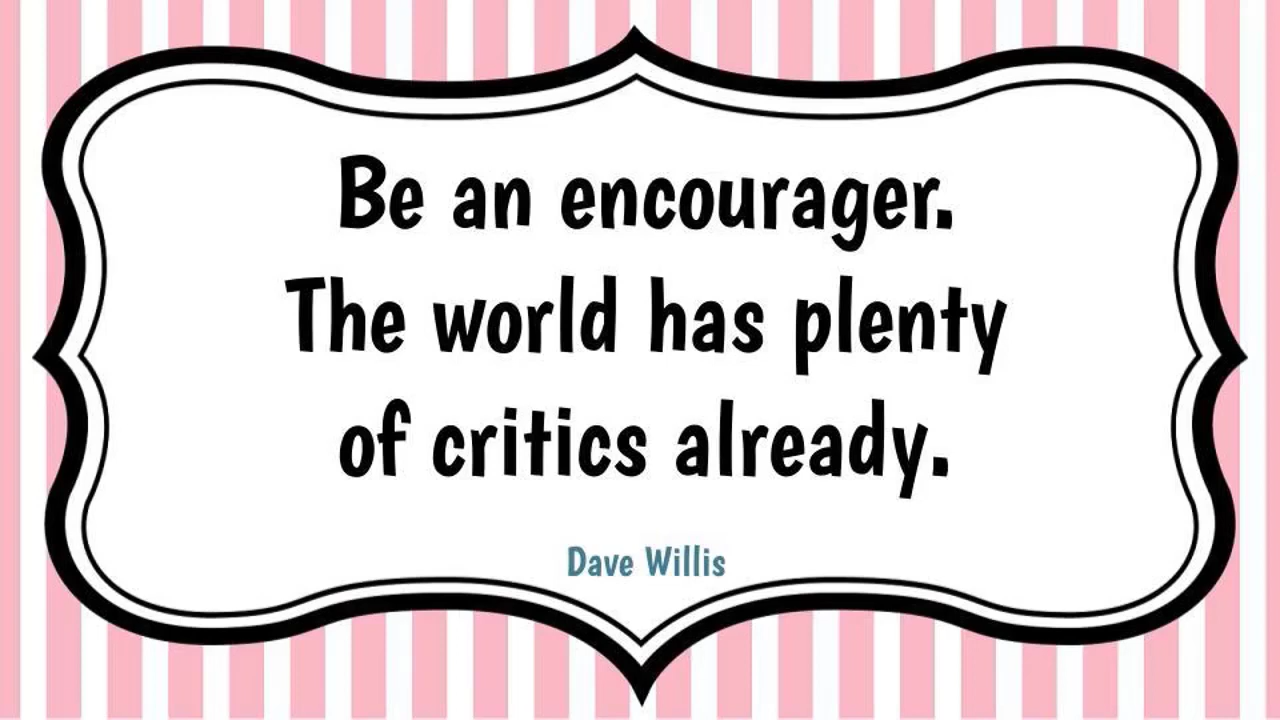 Be an encourager.
The world has plenty
of critics already.
Dave Willis